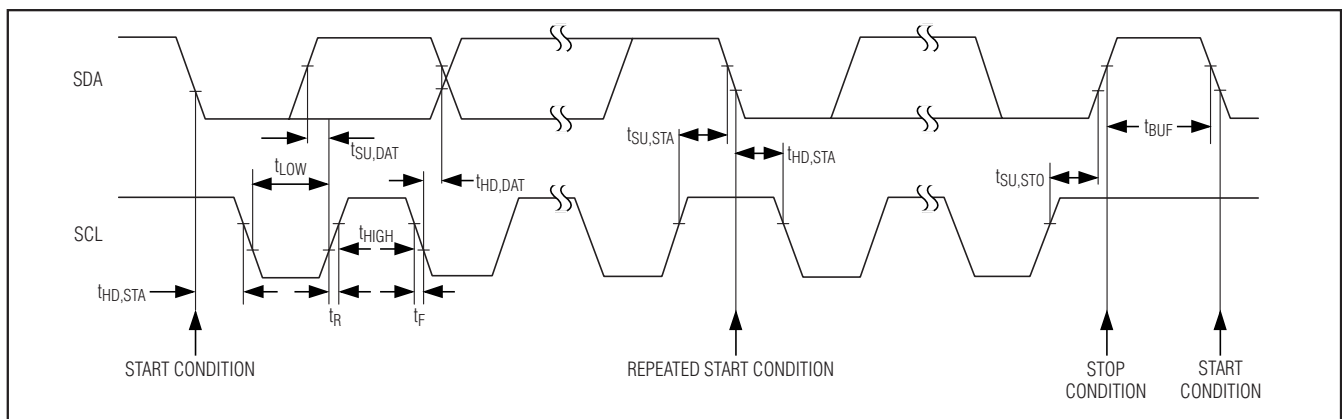 SDA
tSU,STA
tBUF
tSU,DAT
tLOW
tHD,STA
tHD,DAT
tSU,STO
SCL
tHIGH
tHD,STA
tR
tF
START CONDITION
REPEATED START CONDITION
STOP
CONDITION
START
CONDITION